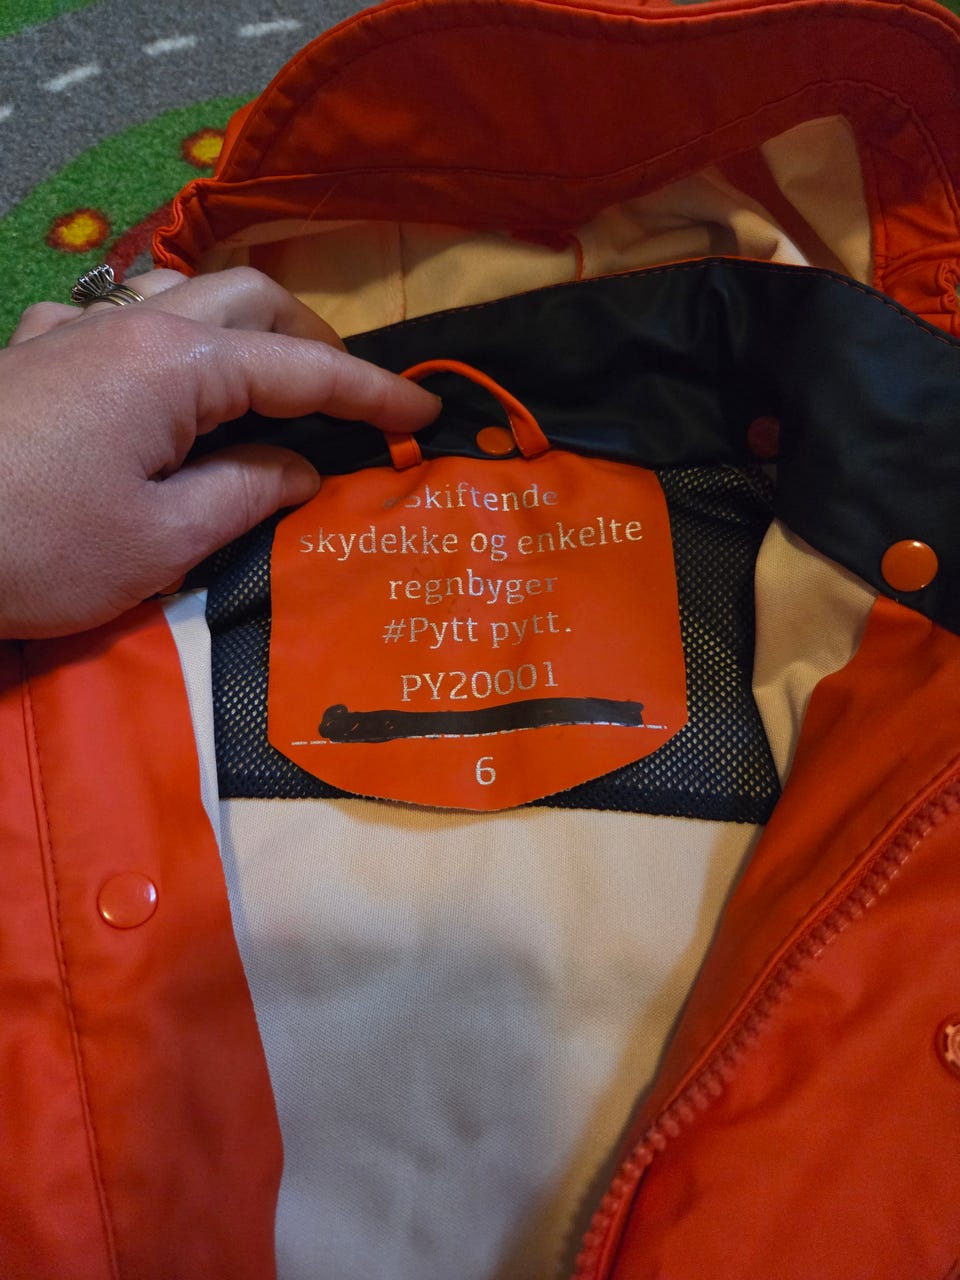 #Skiftende
skydekke og enkelte
regnbyger
#Pytt pytt.
PY20001
6